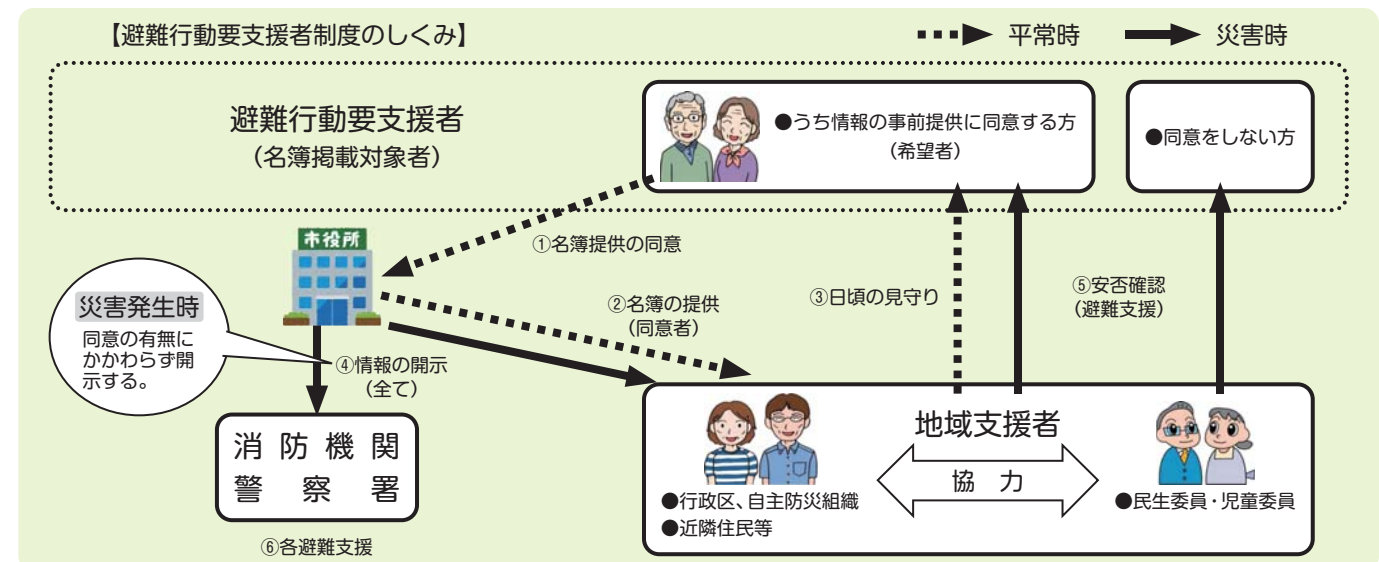 【避難行動要支援者制度のしくみ】
平常時
災害時
避難行動要支援者
（名簿掲載対象者）
●うち情報の事前提供に同意する方
（希望者）
●同意をしない方
市役所
①名簿提供の同意
災害発生時
同意の有無に
かかわらず開
示する。
②名簿の提供
（同意者）
③日頃の見守り
⑤安否確認
（避難支援）
④情報の開示
（全て）
消防機関
警察署
⑥各避難支援
地域支援者
協力
●行政区、自主防災組織
●近隣住民等
●民生委員・児童委員